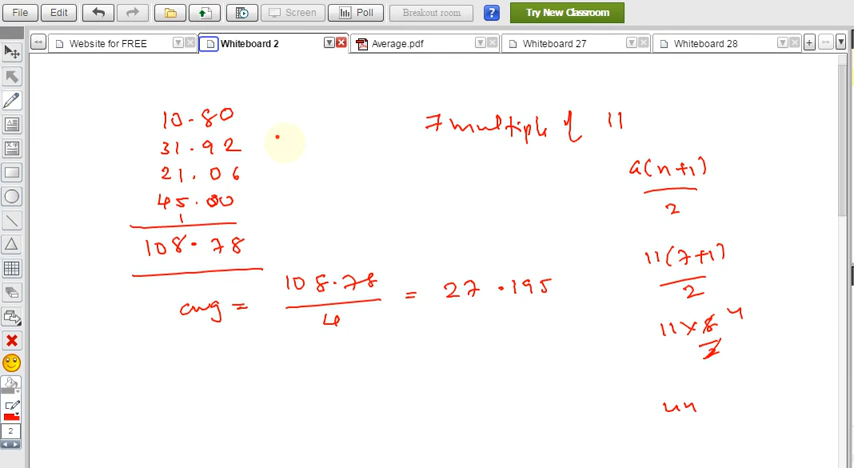 File Edit Screen Poll Breakout room ? Try New Classroom
Website for FREE Whiteboard 2 Average.pdf Whiteboard 27 Whiteboard 28
10.80
31.92
21.06
45.00
1
108.78
avg = 108.78 / 4 = 27.195
7 multiple of 11
a(n+1)
2
11(7+1)
2
11×8 4
2
44
2